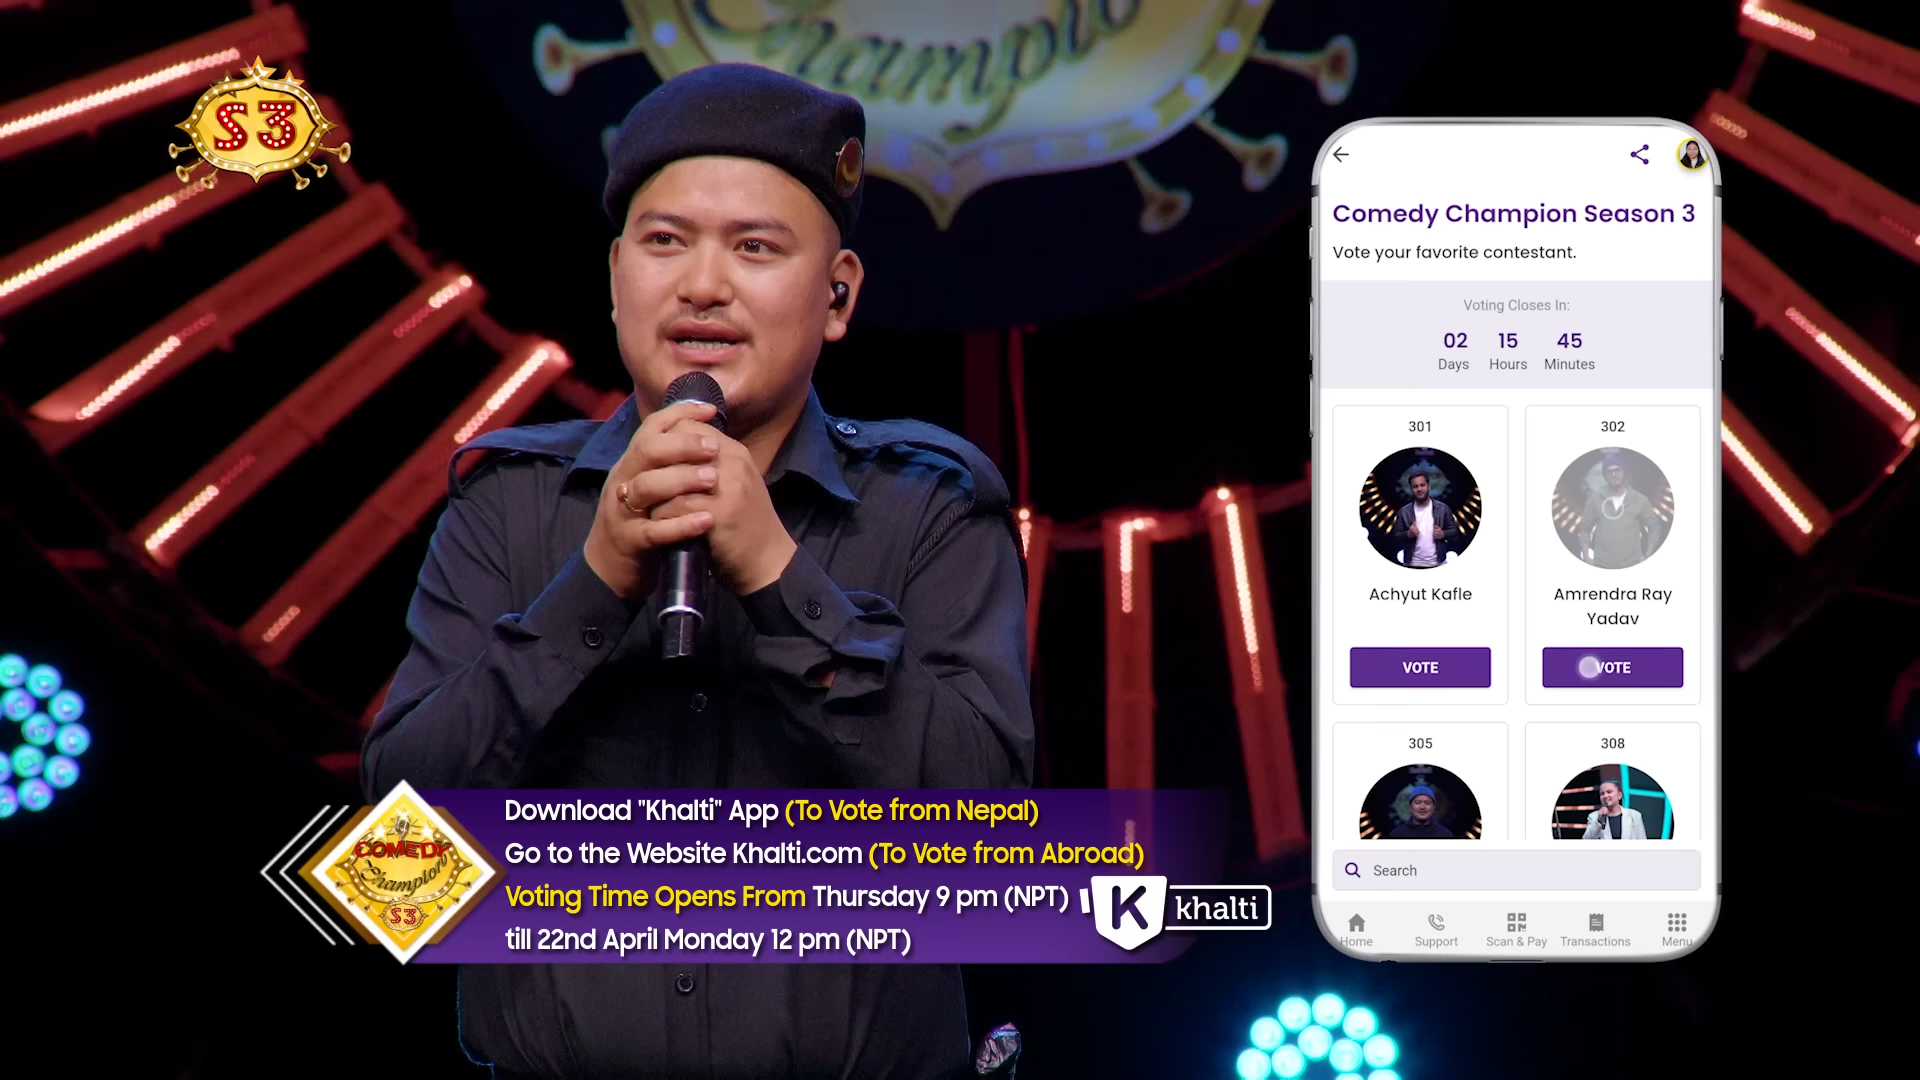 Champion
S3
Comedy Champion Season 3
Vote your favorite contestant.
Voting Closes In:
02 15 45
Days Hours Minutes
301
Achyut Kafle
VOTE
302
Amrendra Ray
Yadav
VOTE
305
308
Search
Home Support Scan & Pay Transactions Menu
COMEDY
Champion
S3
Download "Khalti" App (To Vote from Nepal)
Go to the Website Khalti.com (To Vote from Abroad)
Voting Time Opens From Thursday 9 pm (NPT)
till 22nd April Monday 12 pm (NPT)
K khalti